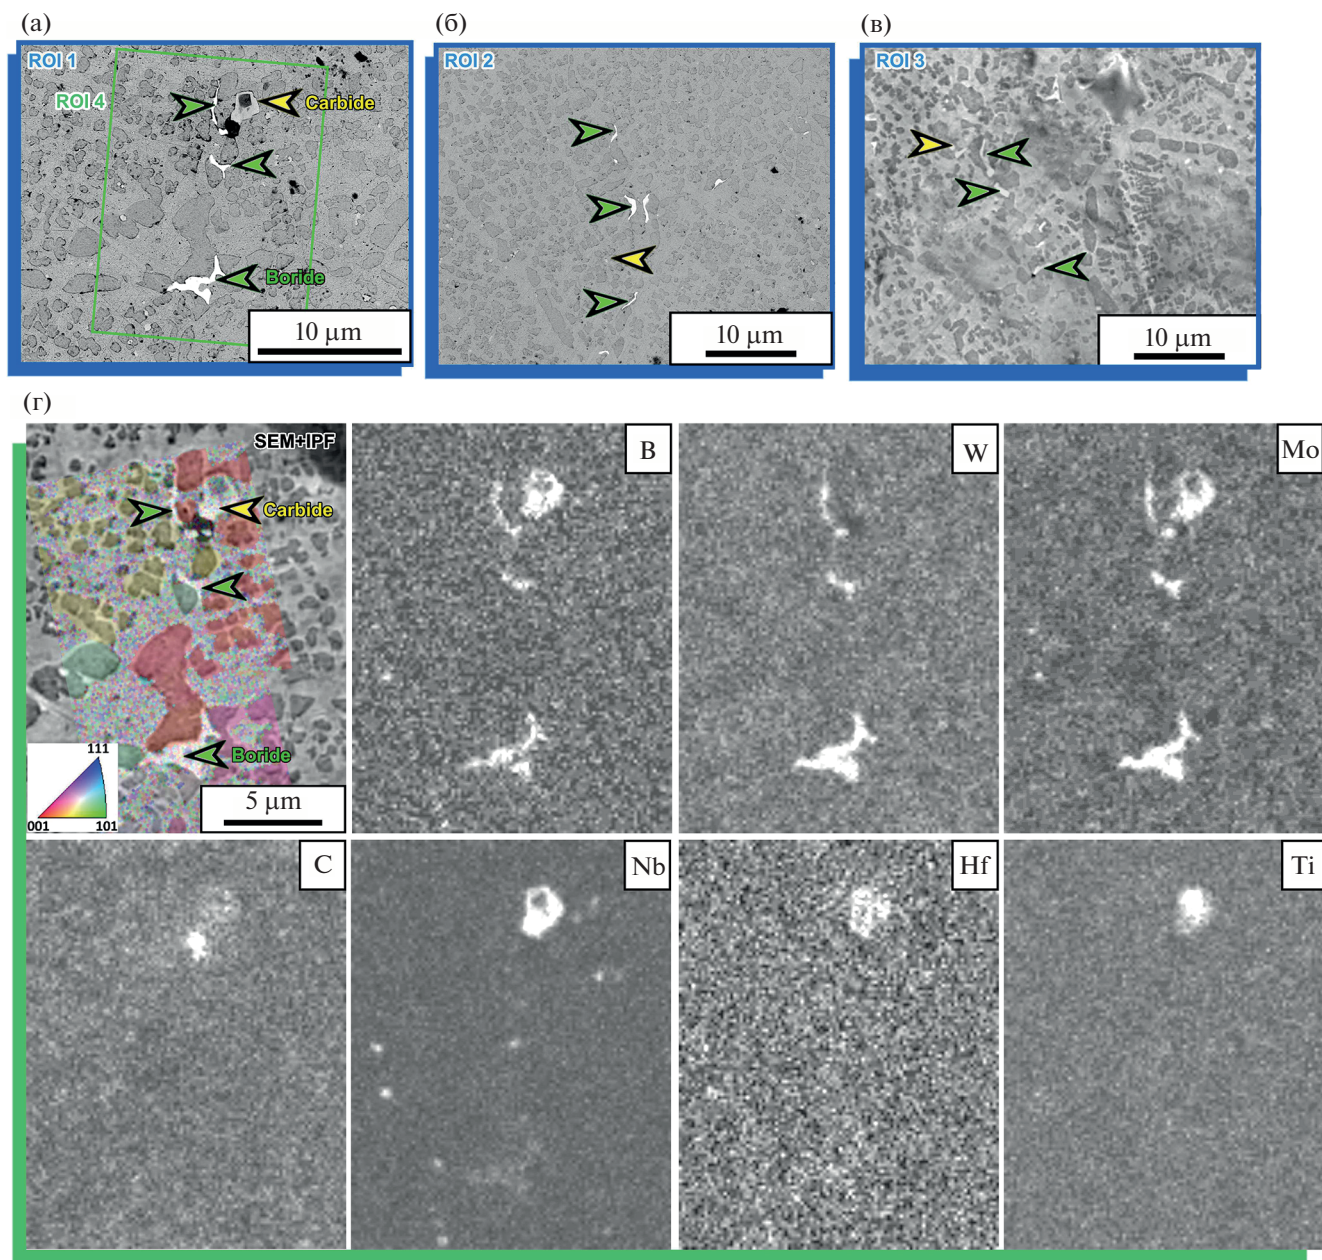 (а)
(б)
(в)
ROI 1
ROI 2
ROI 3
ROI 4
Carbide
Boride
10 µm
10 µm
10 µm
(г)
SEM+IPF
B
W
Mo
Carbide
Boride
111
001
101
5 µm
C
Nb
Hf
Ti